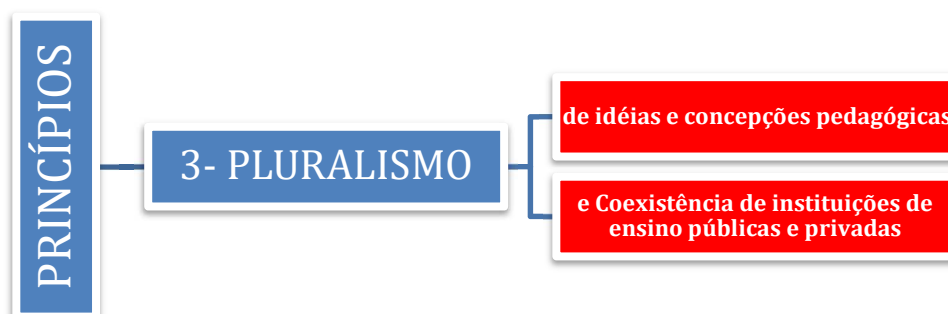 PRINCÍPIOS
3- PLURALISMO
de idéias e concepções pedagógicas
e Coexistência de instituições de
ensino públicas e privadas